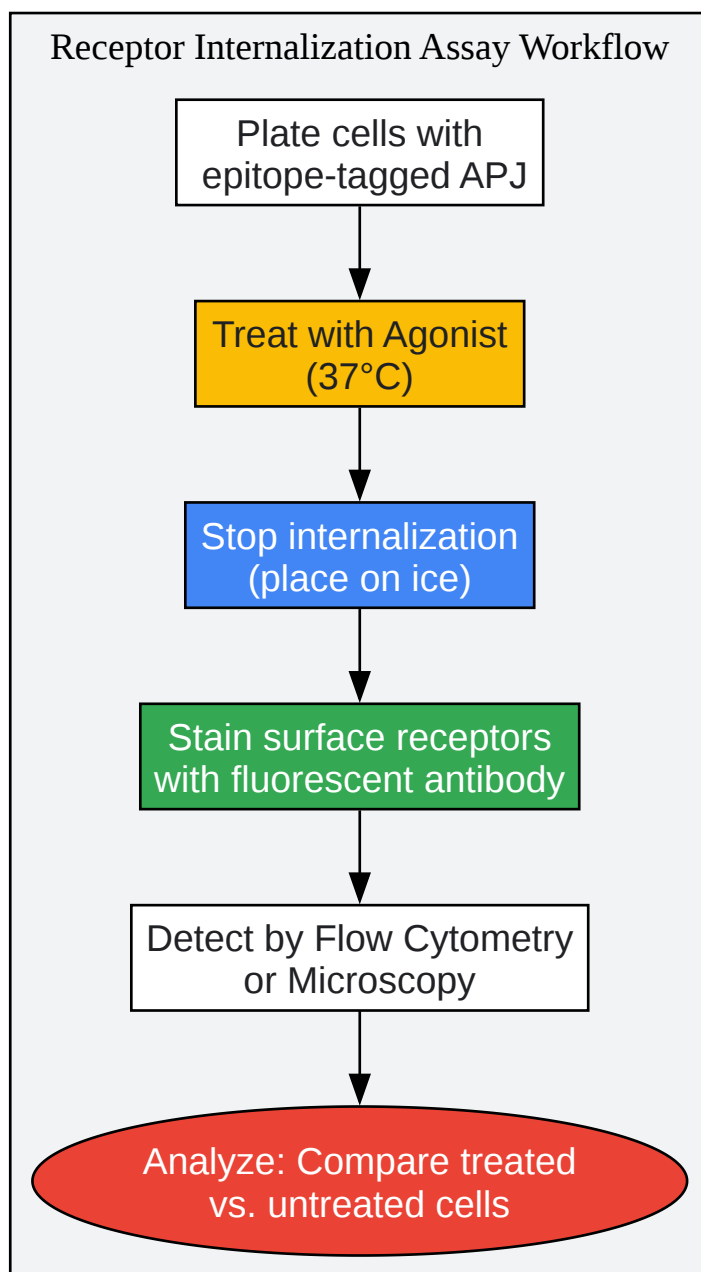 Receptor Internalization Assay Workflow
Plate cells with
epitope-tagged APJ
Treat with Agonist
(37°C)
Stop internalization
(place on ice)
Stain surface receptors
with fluorescent antibody
Detect by Flow Cytometry
or Microscopy
Analyze: Compare treated
vs. untreated cells